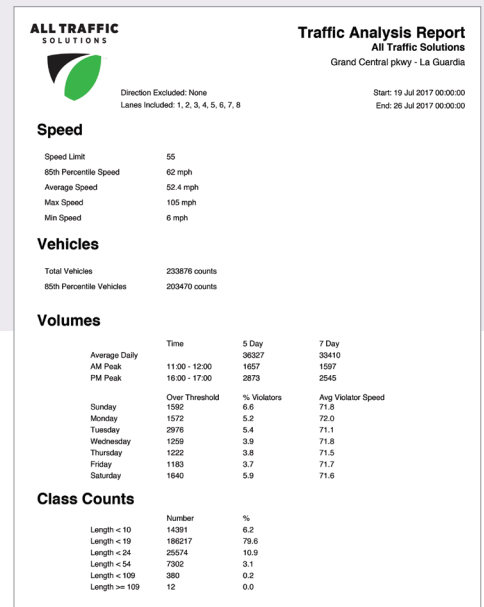 ALL TRAFFIC
SOLUTIONS
Traffic Analysis Report
All Traffic Solutions
Grand Central pkwy - La Guardia
Direction Excluded: None
Lanes Included: 1, 2, 3, 4, 5, 6, 7, 8
Start: 19 Jul 2017 00:00:00
End: 26 Jul 2017 00:00:00
Speed
Speed Limit 55
85th Percentile Speed 62 mph
Average Speed 52.4 mph
Max Speed 105 mph
Min Speed 6 mph
Vehicles
Total Vehicles 233876 counts
85th Percentile Vehicles 203470 counts
Volumes
Time 5 Day 7 Day
Average Daily 36327 33410
AM Peak 11:00 - 12:00 1657 1597
PM Peak 16:00 - 17:00 2873 2545
Over Threshold % Violators Avg Violator Speed
Sunday 1592 6.6 71.8
Monday 1572 5.2 72.0
Tuesday 2976 5.4 71.1
Wednesday 1259 3.9 71.8
Thursday 1222 3.8 71.5
Friday 1183 3.7 71.7
Saturday 1640 5.9 71.6
Class Counts
Number %
Length < 10 14391 6.2
Length < 19 186217 79.6
Length < 24 25574 10.9
Length < 54 7302 3.1
Length < 109 380 0.2
Length >= 109 12 0.0